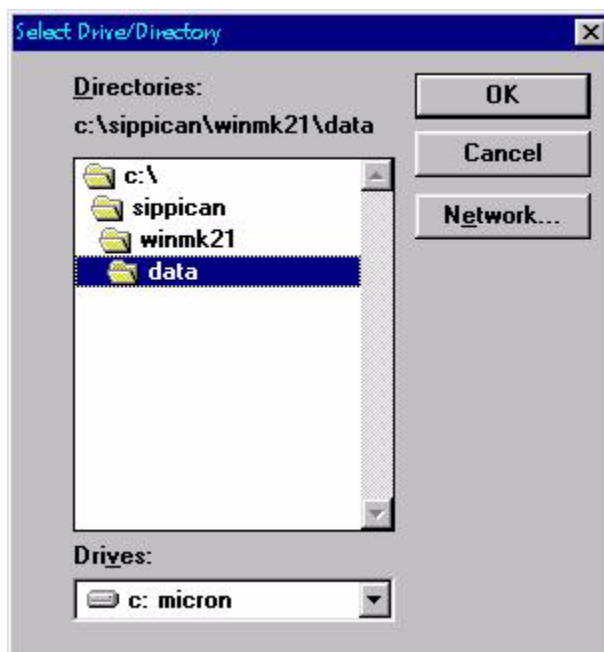 Select Drive/Directory
Directories:
c:\sippican\winmk21\data
c:\
sippican
winmk21
data
OK
Cancel
Network...
Drives:
c: micron